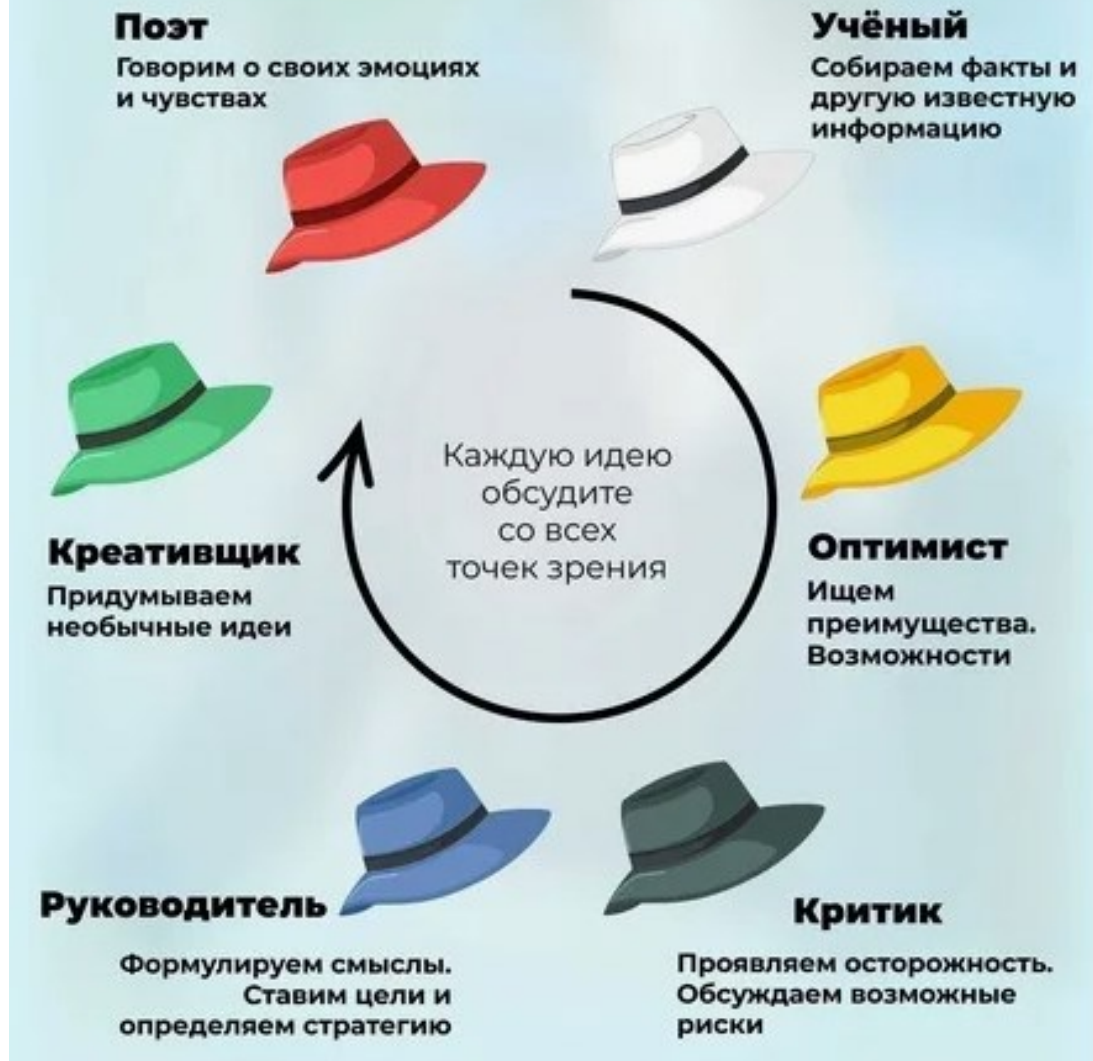 Поэт
Говорим о своих эмоциях
и чувствах
Учёный
Собираем факты и
другую известную
информацию
Каждую идею
обсудите
со всех
точек зрения
Креативщик
Придумываем
необычные идеи
Оптимист
Ищем
преимущества.
Возможности
Руководитель
Формулируем смыслы.
Ставим цели и
определяем стратегию
Критик
Проявляем осторожность.
Обсуждаем возможные
риски